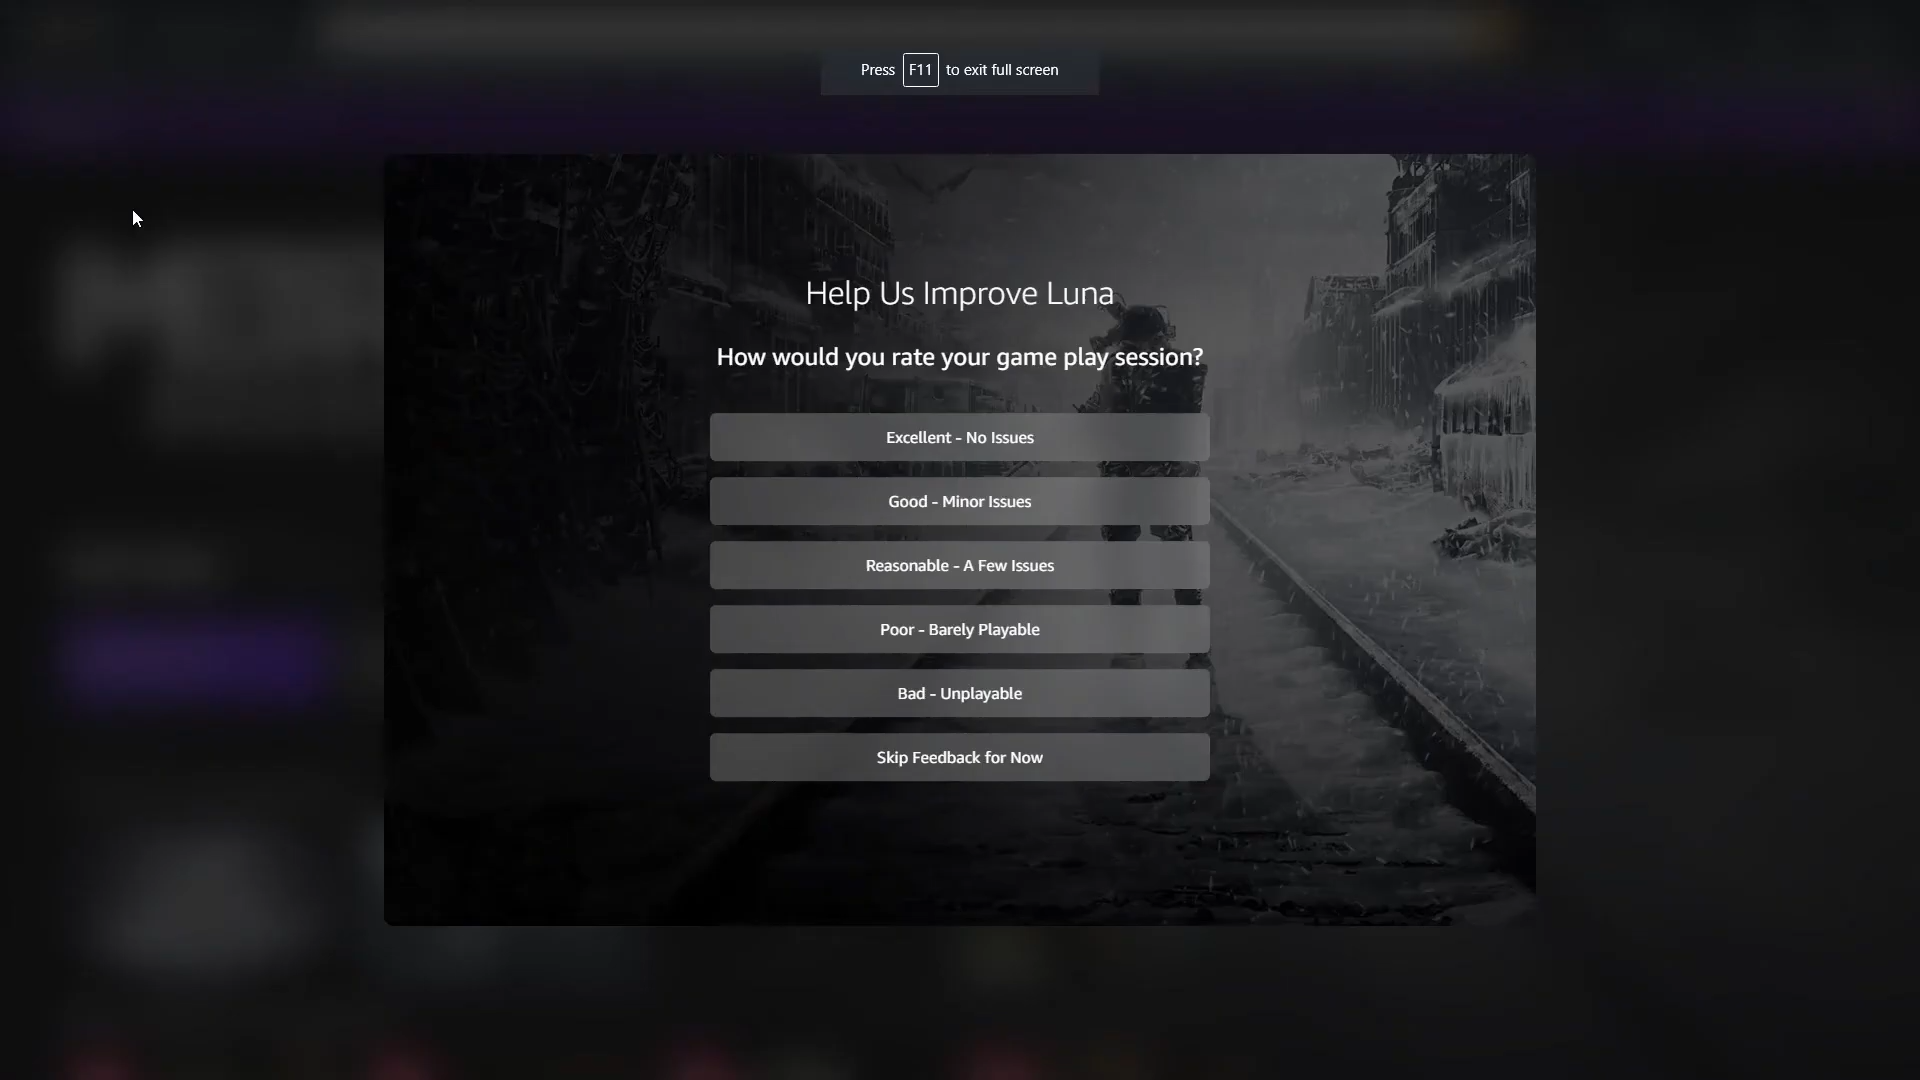 Press F11 to exit full screen
Help Us Improve Luna
How would you rate your game play session?
Excellent - No Issues
Good - Minor Issues
Reasonable - A Few Issues
Poor - Barely Playable
Bad - Unplayable
Skip Feedback for Now